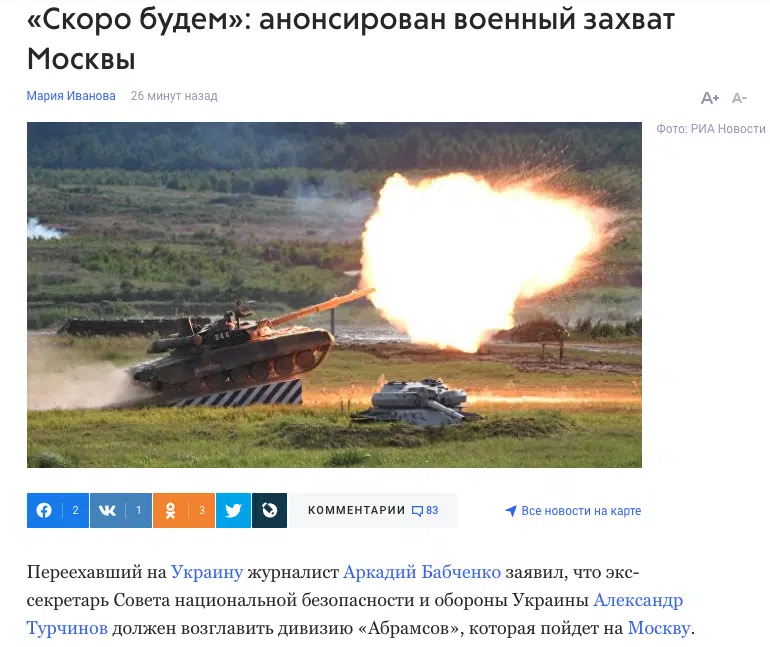 «Скоро будем»: анонсирован военный захват
Москвы
Мария Иванова 26 минут назад
A+ A-
Фото: РИА Новости
2 1 3 КОММЕНТАРИИ 83 Все новости на карте
Переехавший на Украину журналист Аркадий Бабченко заявил, что экс-
секретарь Совета национальной безопасности и обороны Украины Александр
Турчинов должен возглавить дивизию «Абрамсов», которая пойдет на Москву.